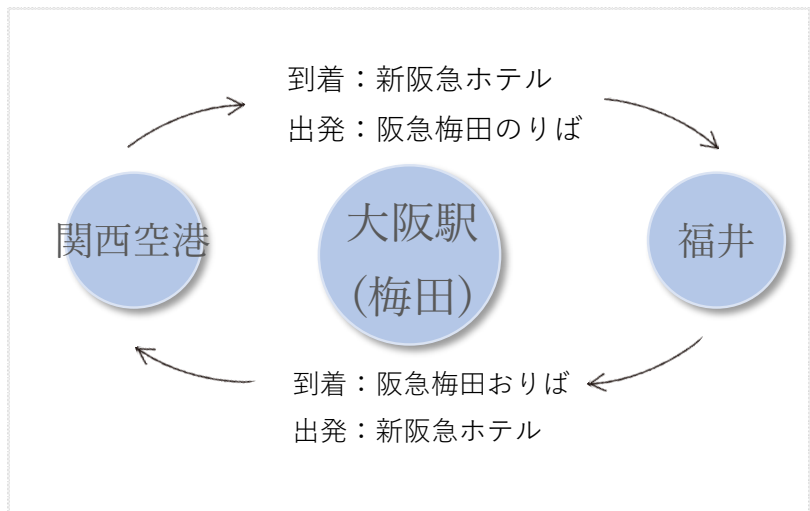 到着：新阪急ホテル
出発：阪急梅田のりば
関西空港
大阪駅
(梅田)
福井
到着：阪急梅田おりば
出発：新阪急ホテル